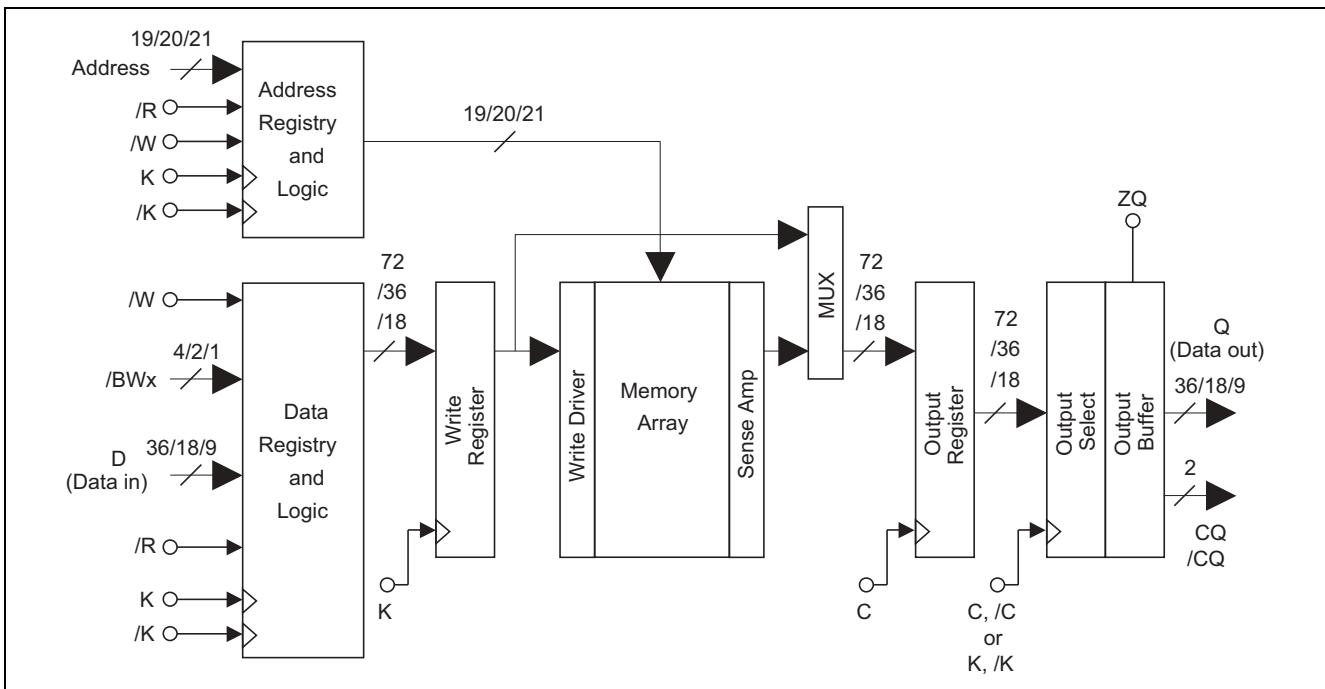 19/20/21
Address
/R
/W
K
/K
Address
Registry
and
Logic
19/20/21
/W
4/2/1
/BWx
36/18/9
D
(Data in)
/R
K
/K
Data
Registry
and
Logic
72
/36
/18
Write
Register
K
Write Driver
Memory
Array
Sense Amp
MUX
72
/36
/18
Output
Register
C
72
/36
/18
ZQ
Output
Select
Output
Buffer
C, /C
or
K, /K
Q
(Data out)
36/18/9
2
CQ
/CQ